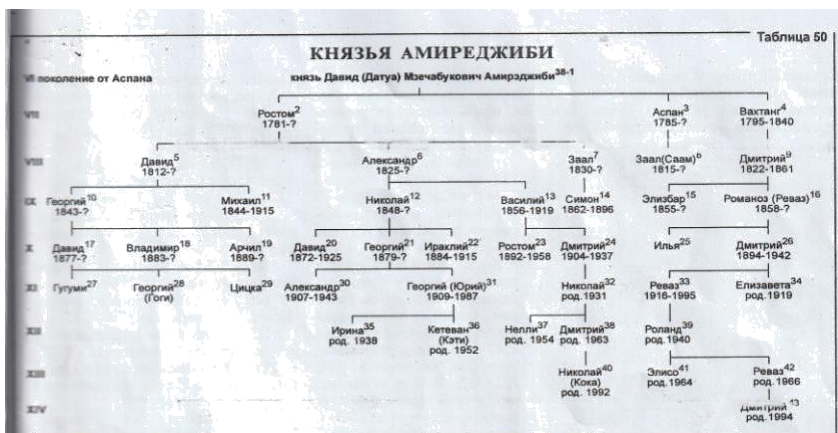 Таблица 50
КНЯЗЬЯ АМИРЕДЖИБИ
VI поколение от Аспана князь Давид (Датуа) Мзечабукович Амирэджиби38-1
VII Ростом2 Аспан3 Вахтанг4
1781-? 1785-? 1795-1840
VIII Давид5 Александр6 Заал7 Заал(Саам)8 Дмитрий9
1812-? 1825-? 1830-? 1815-? 1822-1861
IX Георгий10 Михаил11 Николай12 Василий13 Симон14 Элизбар15 Романоз (Реваз)16
1843-? 1844-1915 1848-? 1856-1919 1862-1896 1855-? 1858-?
X Давид17 Владимир18 Арчил19 Давид20 Георгий21 Ираклий22 Ростом23 Дмитрий24 Илья25 Дмитрий26
1877-? 1883-? 1889-? 1872-1925 1879-? 1884-1915 1892-1958 1904-1937 1894-1942
XI Гугуми27 Георгий28 Цицка29 Александр30 Георгий (Юрий)31 Николай32 Реваз33 Елизавета34
(Гоги) 1907-1943 1909-1987 род.1931 1916-1995 род.1919
XII Ирина35 Кетеван36 Нелли37 Дмитрий38 Роланд39
род. 1938 (Кэти) род. 1954 род. 1963 род.1940
род. 1952
XIII Николай40 Элисо41 Реваз42
(Кока) род.1964 род. 1966
род. 1992
XIV Дмитрий
род.1994